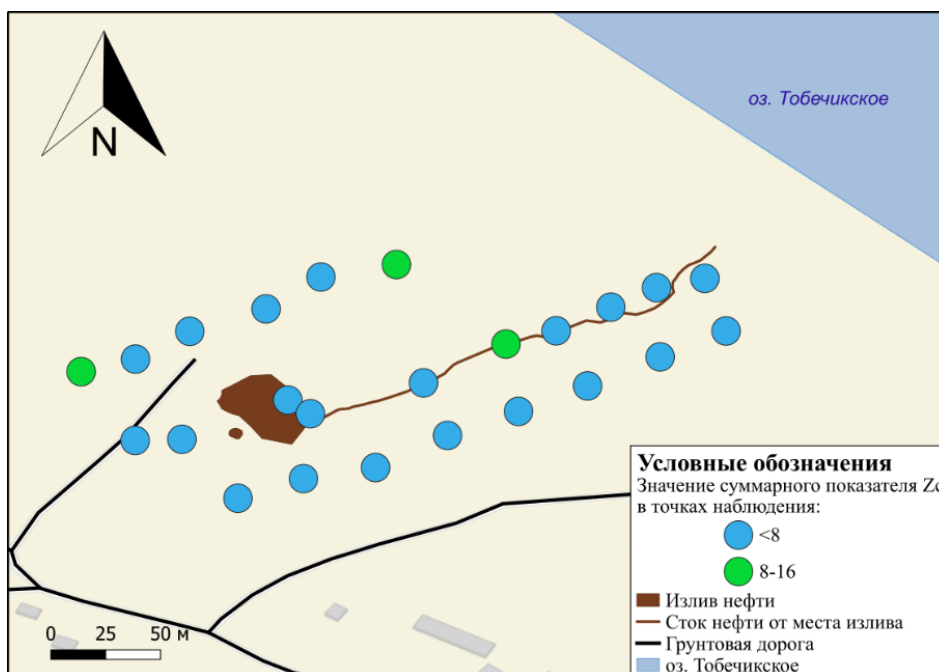 оз. Тобечикское
N
Условные обозначения
Значение суммарного показателя Zc
в точках наблюдения:
<8
8-16
Излив нефти
Сток нефти от места излива
Грунтовая дорога
оз. Тобечикское
0 25 50 м